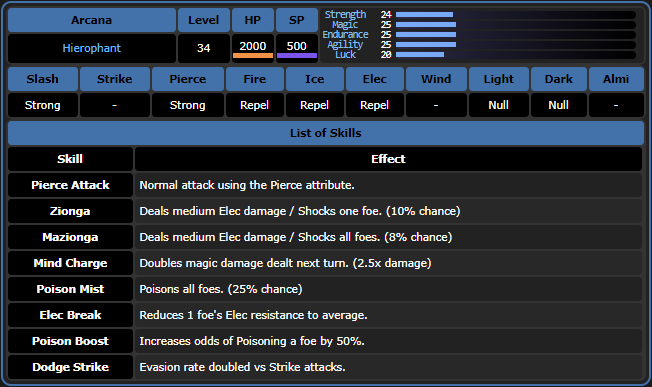 Arcana Level HP SP
Hierophant 34 2000 500
Strength 24
Magic 25
Endurance 25
Agility 25
Luck 20
Slash Strike Pierce Fire Ice Elec Wind Light Dark Almi
Strong - Strong Repel Repel Repel - Null Null -
List of Skills
Skill Effect
Pierce Attack Normal attack using the Pierce attribute.
Zionga Deals medium Elec damage / Shocks one foe. (10% chance)
Mazionga Deals medium Elec damage / Shocks all foes. (8% chance)
Mind Charge Doubles magic damage dealt next turn. (2.5x damage)
Poison Mist Poisons all foes. (25% chance)
Elec Break Reduces 1 foe's Elec resistance to average.
Poison Boost Increases odds of Poisoning a foe by 50%.
Dodge Strike Evasion rate doubled vs Strike attacks.